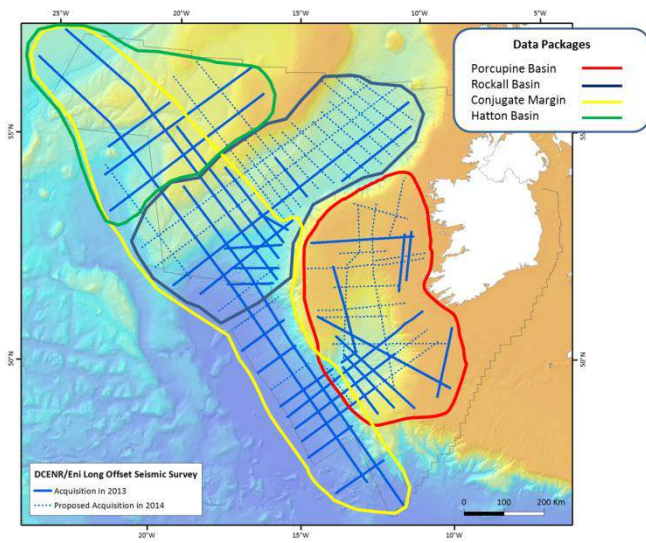 25°W 20°W 15°W 10°W 5°W
Data Packages
Porcupine Basin
Rockall Basin
Conjugate Margin
Hatton Basin
55°N 55°N
50°N 50°N
DCENR/Eni Long Offset Seismic Survey
Acquisition in 2013
Proposed Acquisition in 2014
0 100 200 Km
20°W 15°W 10°W